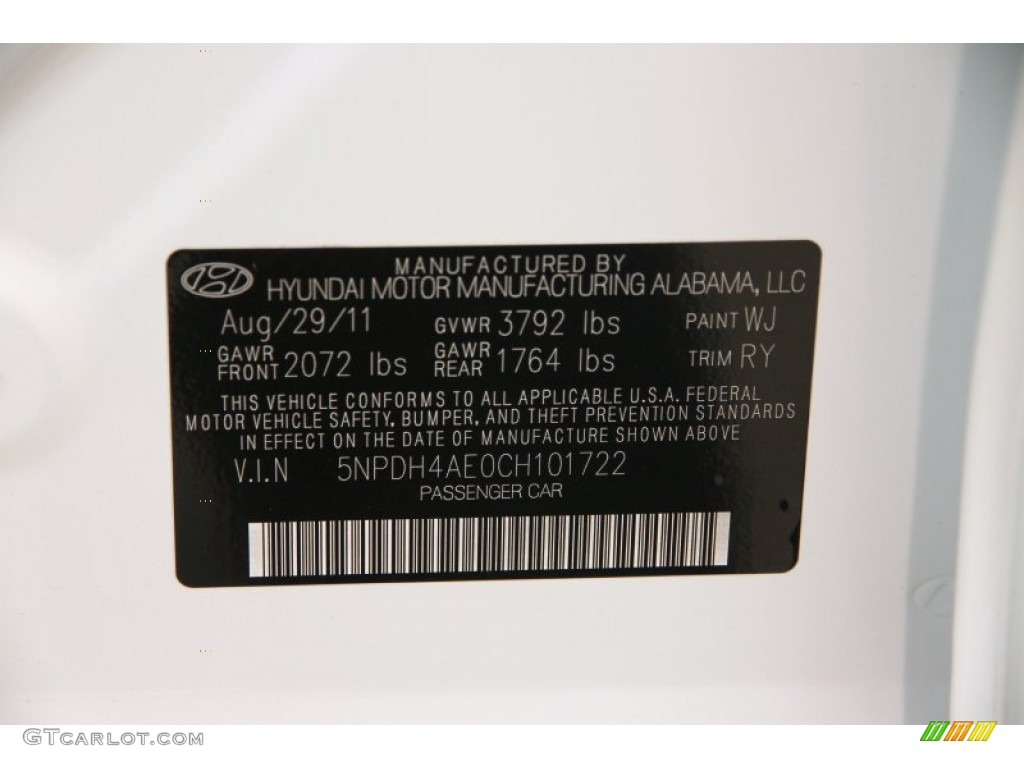 MANUFACTURED BY
HYUNDAI MOTOR MANUFACTURING ALABAMA, LLC
Aug/29/11 GVWR 3792 lbs PAINT WJ
GAWR FRONT 2072 lbs GAWR REAR 1764 lbs TRIM RY
THIS VEHICLE CONFORMS TO ALL APPLICABLE U.S.A. FEDERAL
MOTOR VEHICLE SAFETY, BUMPER, AND THEFT PREVENTION STANDARDS
IN EFFECT ON THE DATE OF MANUFACTURE SHOWN ABOVE
V.I.N 5NPDH4AE0CH101722
PASSENGER CAR
GTCARLOT.COM